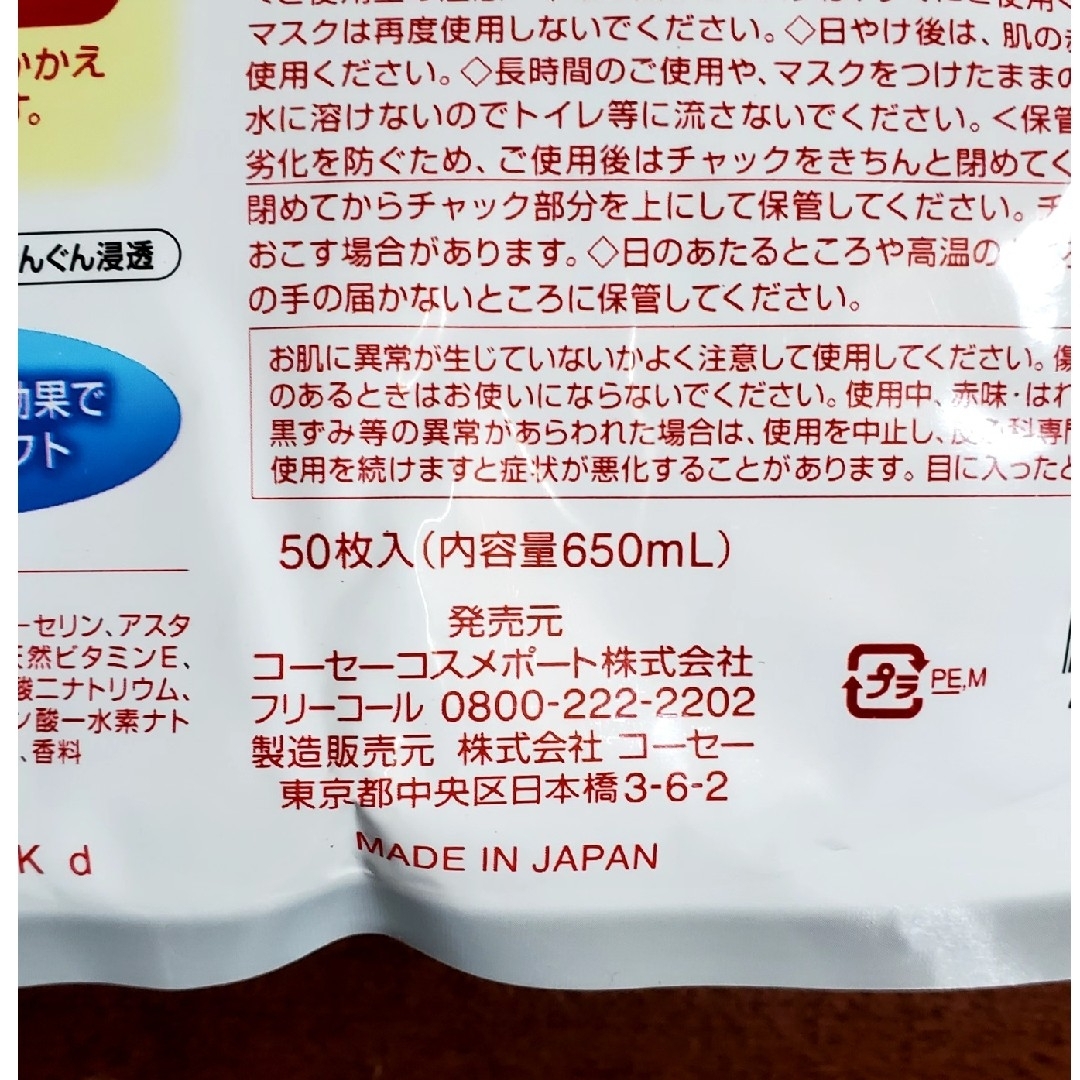 マスクは再度使用しないでください。◇日やけ後は、肌の
使用ください。◇長時間のご使用や、マスクをつけたままの
水に溶けないのでトイレ等に流さないでください。<保管
劣化を防ぐため、ご使用後はチャックをきちんと閉めてく
閉めてからチャック部分を上にして保管してください。チ
おこす場合があります。◇日のあたるところや高温の
の手の届かないところに保管してください。
お肌に異常が生じていないかよく注意して使用してください。傷
のあるときはお使いにならないでください。使用中、赤味・はれ
黒ずみ等の異常があらわれた場合は、使用を中止し、皮ふ科専門
使用を続けますと症状が悪化することがあります。目に入ったと
50枚入(内容量650mL)
発売元
コーセーコスメポート株式会社
フリーコール 0800-222-2202
製造販売元 株式会社 コーセー
東京都中央区日本橋3-6-2
MADE IN JAPAN
プラ
PE,M
かかえ
す。
んぐん浸透
効果で
フト
ーセリン、アスタ
天然ビタミンE、
酸ニナトリウム、
ン酸一水素ナト
、香料
K d